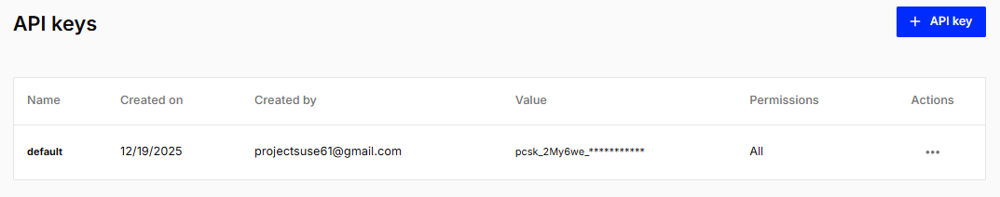 API keys
+ API key
Name Created on Created by Value Permissions Actions
default 12/19/2025 projectsuse61@gmail.com pcsk_2My6we_*********** All •••